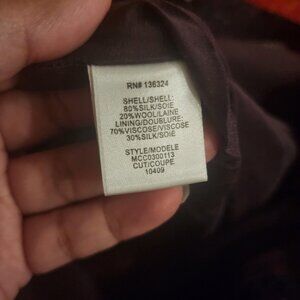 RN# 136324
SHELL/SHELL:
80%SILK/SOIE
20%WOOL/LAINE
LINING/DOUBLURE:
70%VISCOSE/VISCOSE
30%SILK/SOIE
STYLE/MODELE
MCC0300113
CUT/COUPE
10409